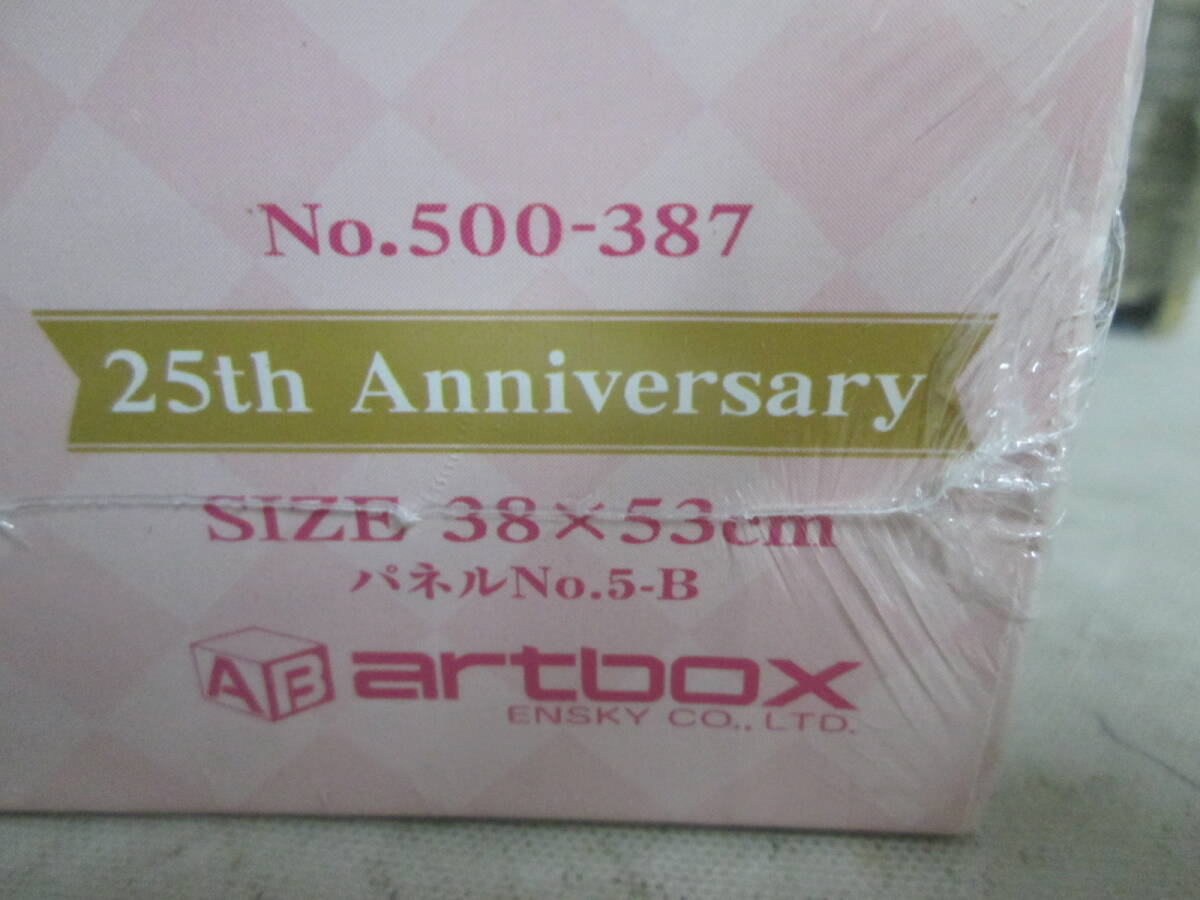 No.500-387
25th Anniversary
SIZE 38×53cm
パネルNo.5-B
AB artbox
ENSKY CO., LTD.